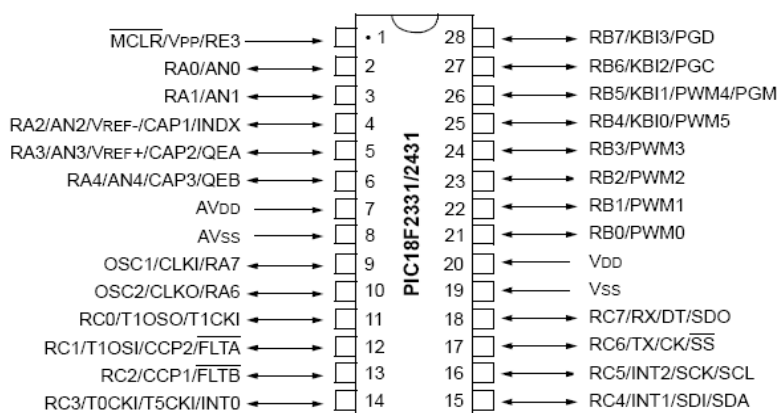 MCLR/VPP/RE3 • 1 28 RB7/KBI3/PGD
RA0/AN0 2 27 RB6/KBI2/PGC
RA1/AN1 3 26 RB5/KBI1/PWM4/PGM
RA2/AN2/VREF-/CAP1/INDX 4 25 RB4/KBI0/PWM5
RA3/AN3/VREF+/CAP2/QEA 5 24 RB3/PWM3
RA4/AN4/CAP3/QEB 6 23 RB2/PWM2
AVDD 7 22 RB1/PWM1
AVSS 8 21 RB0/PWM0
OSC1/CLKI/RA7 9 20 VDD
OSC2/CLKO/RA6 10 19 VSS
RC0/T1OSO/T1CKI 11 18 RC7/RX/DT/SDO
RC1/T1OSI/CCP2/FLTA 12 17 RC6/TX/CK/SS
RC2/CCP1/FLTB 13 16 RC5/INT2/SCK/SCL
RC3/T0CKI/T5CKI/INT0 14 15 RC4/INT1/SDI/SDA
PIC18F2331/2431